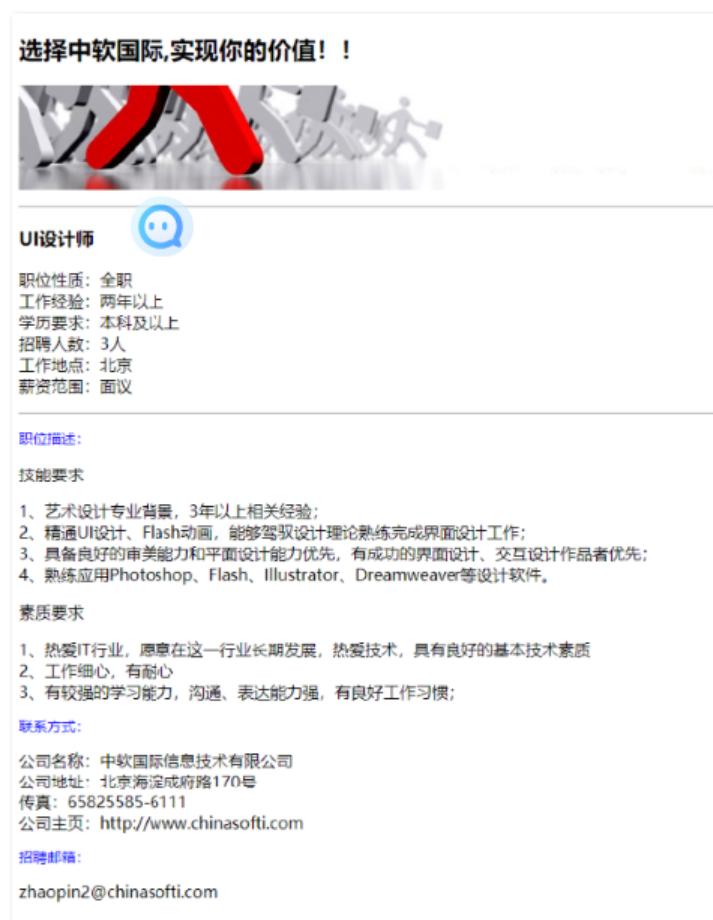 选择中软国际,实现你的价值！！
UI设计师
职位性质：全职
工作经验：两年以上
学历要求：本科及以上
招聘人数：3人
工作地点：北京
薪资范围：面议
职位描述：
技能要求
1、艺术设计专业背景，3年以上相关经验；
2、精通UI设计、Flash动画，能够驾驭设计理论熟练完成界面设计工作；
3、具备良好的审美能力和平面设计能力优先，有成功的界面设计、交互设计作品者优先；
4、熟练应用Photoshop、Flash、Illustrator、Dreamweaver等设计软件。
素质要求
1、热爱IT行业，愿意在这一行业长期发展，热爱技术，具有良好的基本技术素质
2、工作细心，有耐心
3、有较强的学习能力，沟通、表达能力强，有良好工作习惯；
联系方式：
公司名称：中软国际信息技术有限公司
公司地址：北京海淀成府路170号
传真：65825585-6111
公司主页：http://www.chinasofti.com
招聘邮箱：
zhaopin2@chinasofti.com